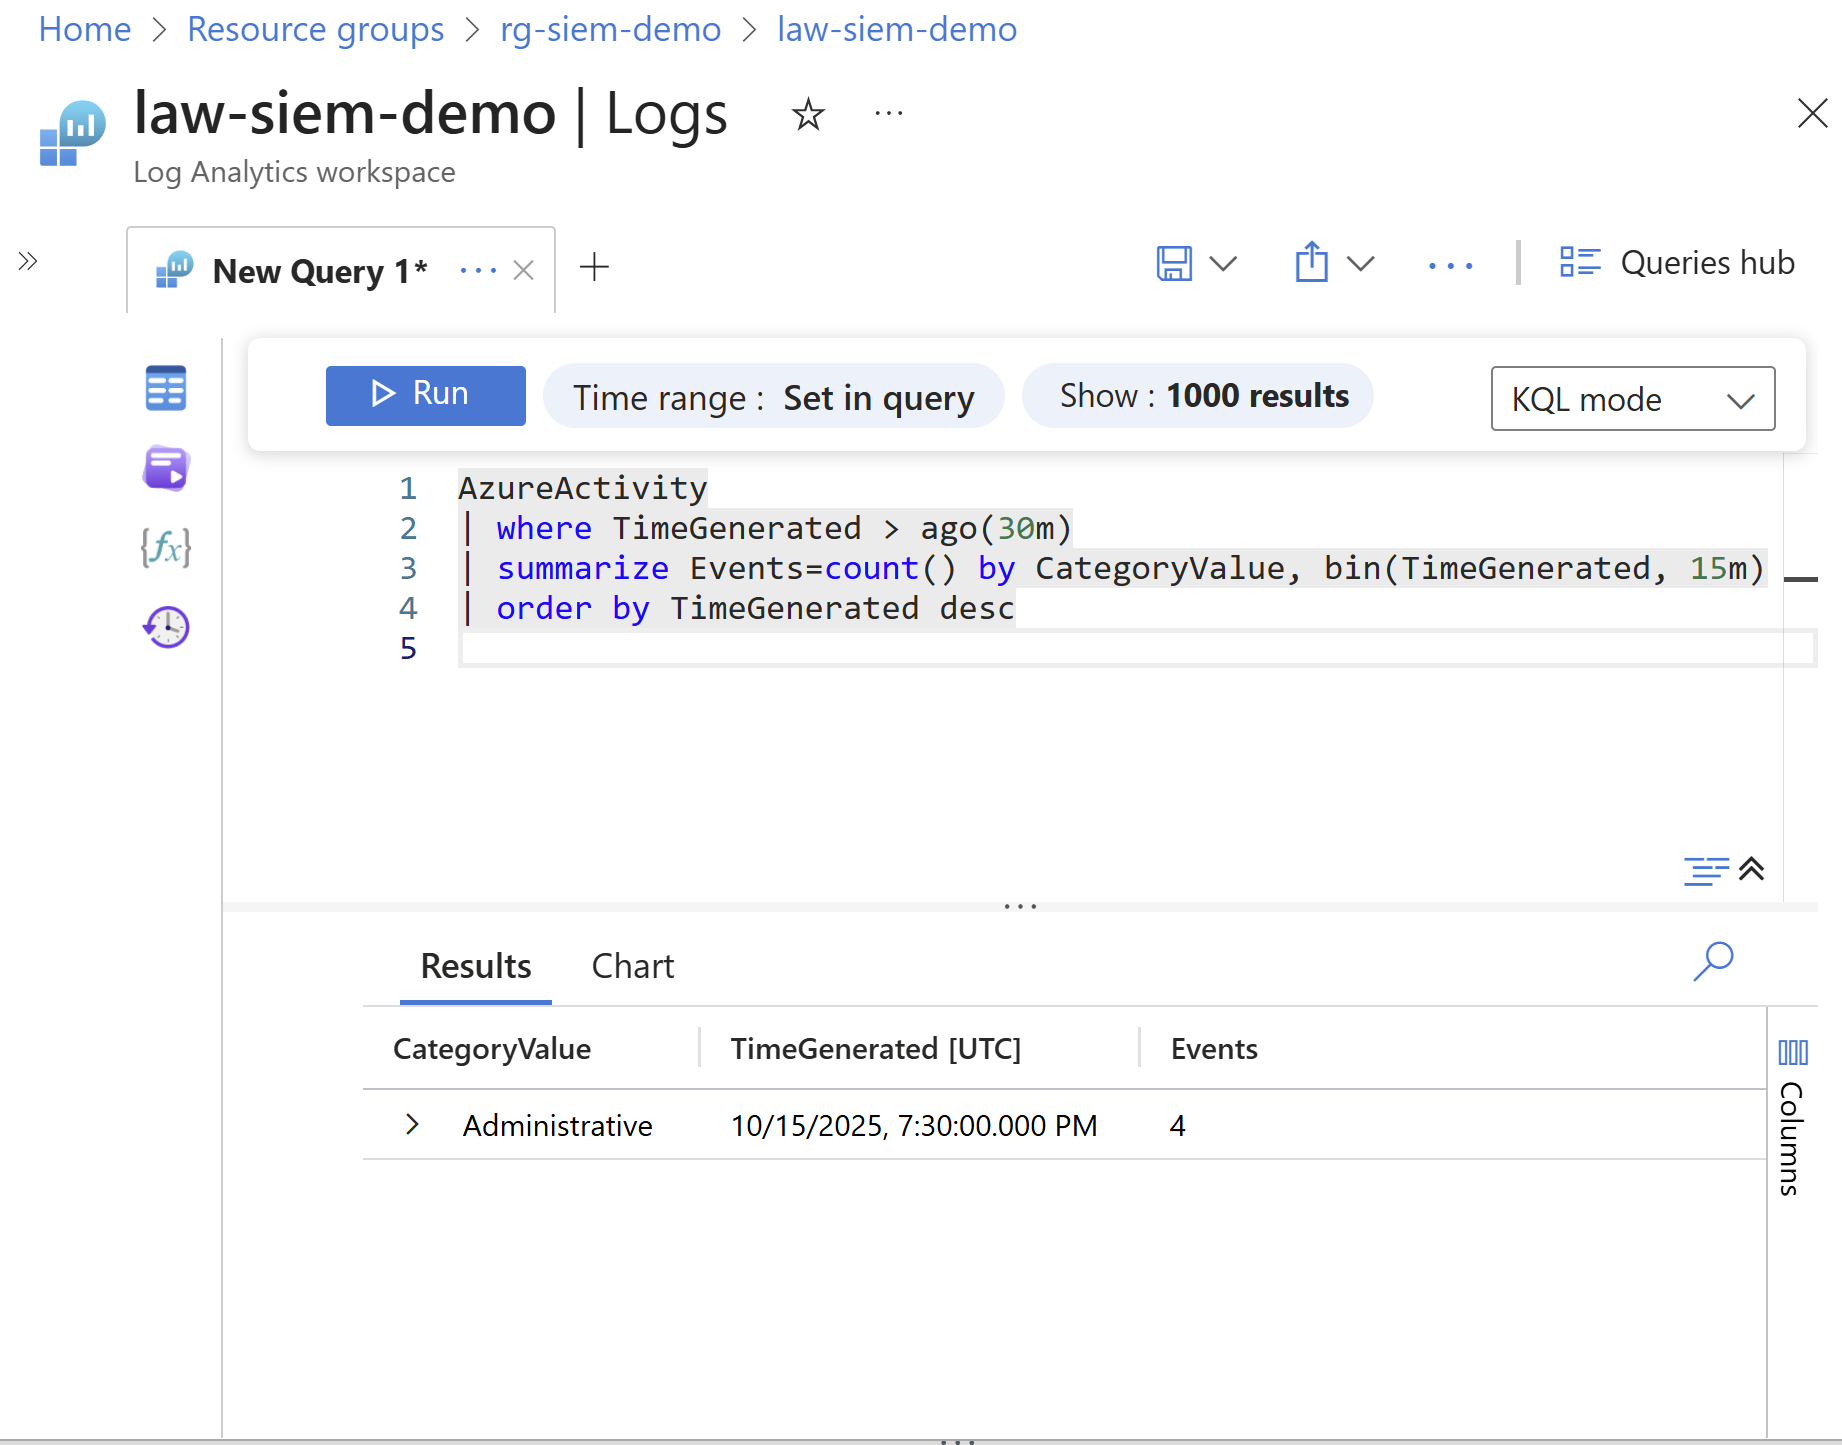 Home > Resource groups > rg-siem-demo > law-siem-demo
law-siem-demo | Logs ...
Log Analytics workspace
New Query 1* ...
Queries hub
Run
Time range : Set in query
Show : 1000 results
KQL mode
1 AzureActivity
2 | where TimeGenerated > ago(30m)
3 | summarize Events=count() by CategoryValue, bin(TimeGenerated, 15m)
4 | order by TimeGenerated desc
5
{fx}
Results Chart
CategoryValue TimeGenerated [UTC] Events
Administrative 10/15/2025, 7:30:00.000 PM 4
Columns